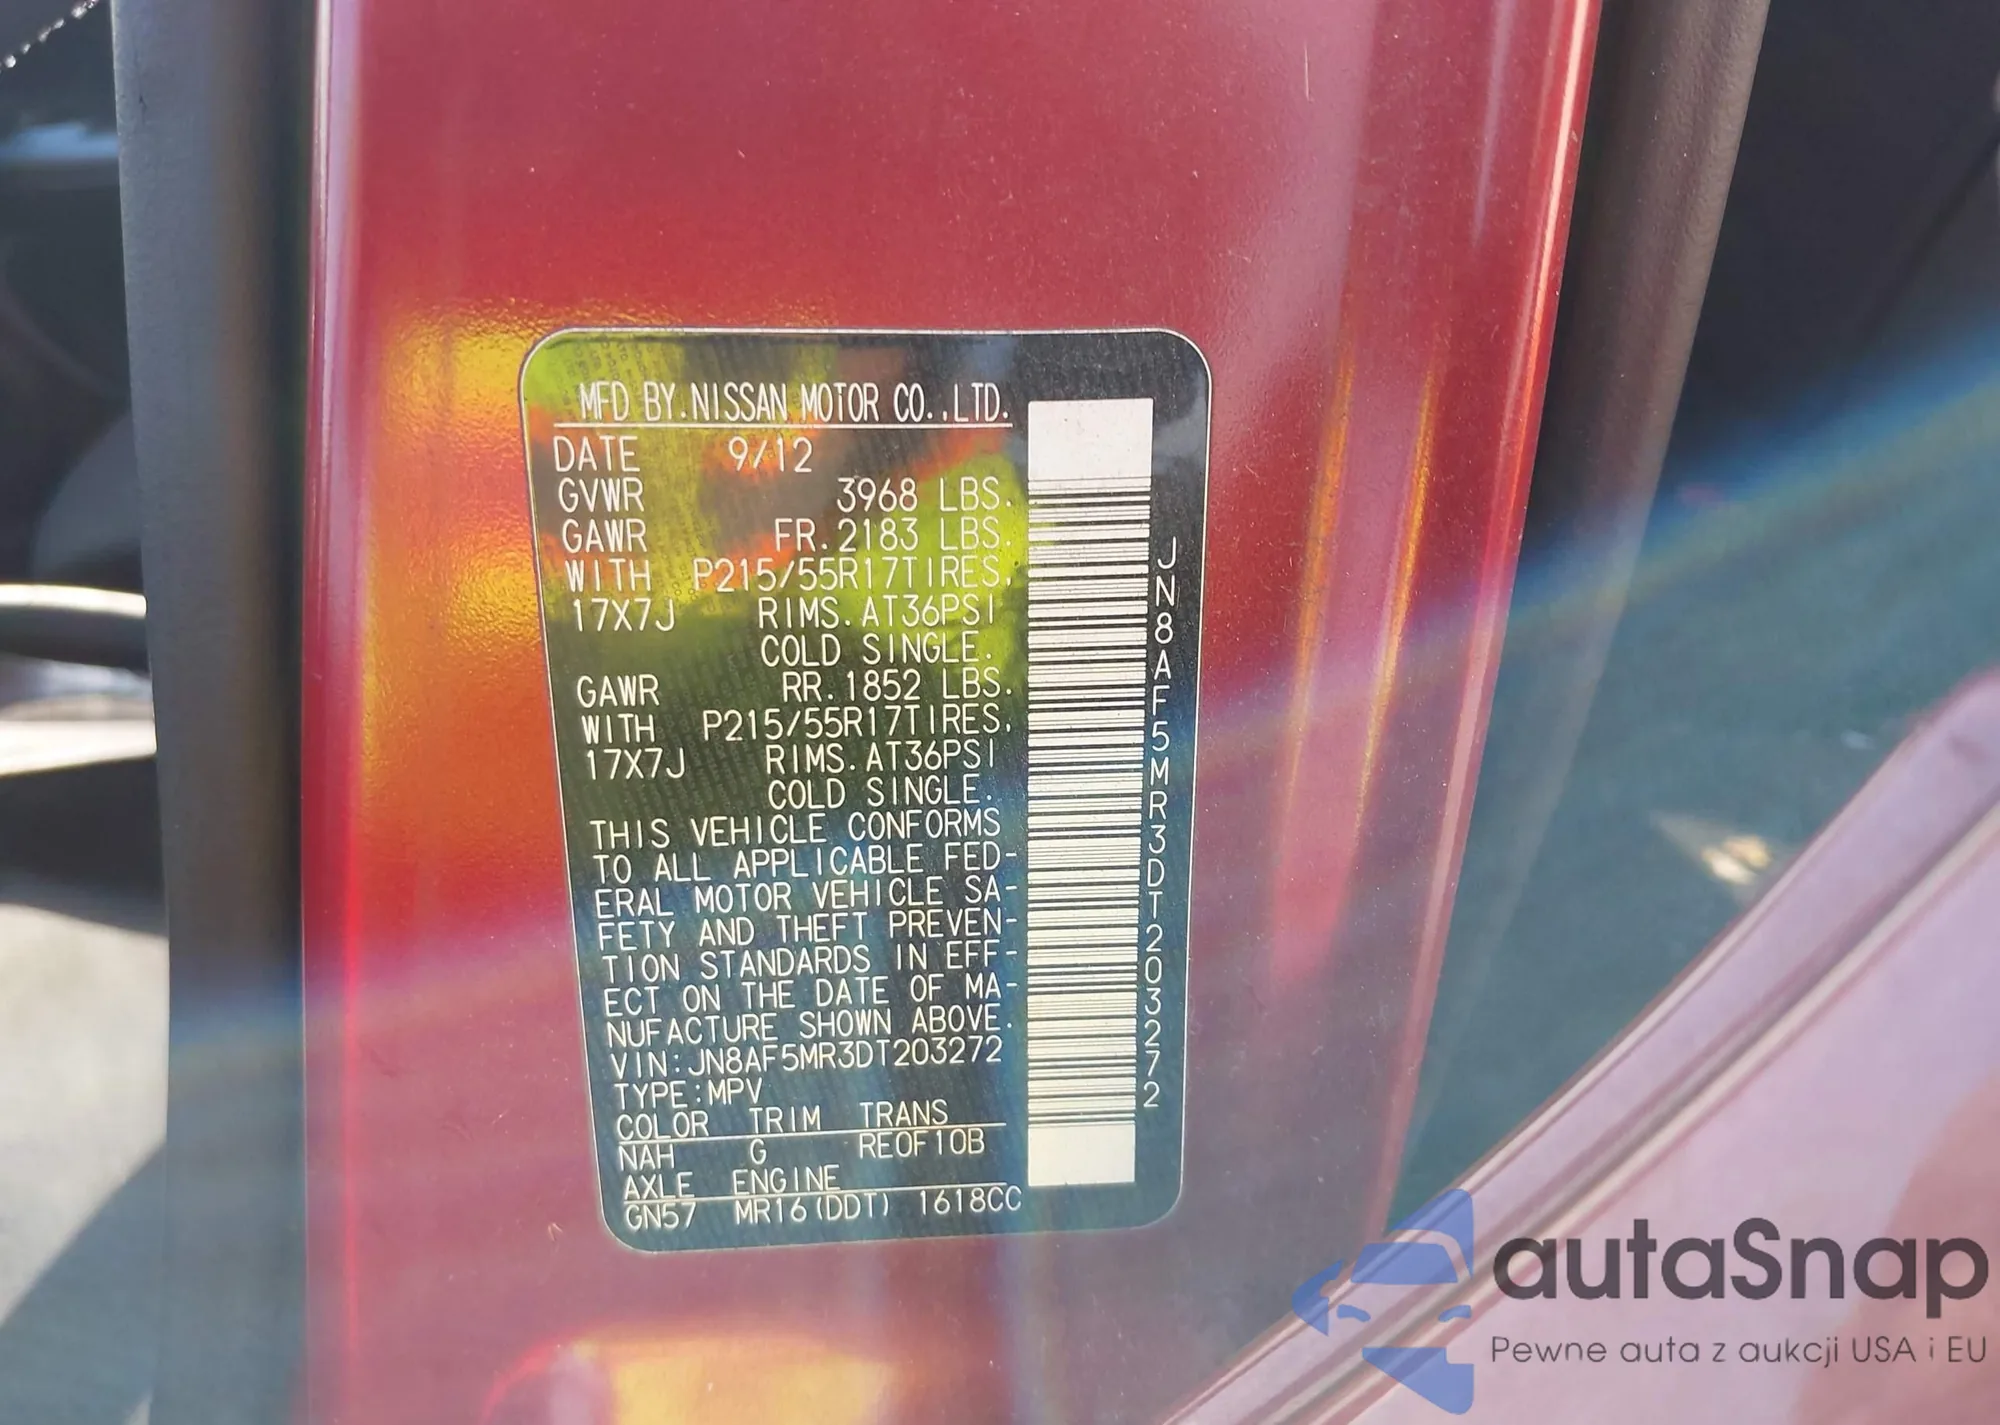 MFD BY.NISSAN MOTOR CO.,LTD.
DATE 9/12
GVWR 3968 LBS.
GAWR FR.2183 LBS.
WITH P215/55R17TIRES,
17X7J RIMS.AT36PSI
COLD SINGLE.
GAWR RR.1852 LBS.
WITH P215/55R17TIRES,
17X7J RIMS.AT36PSI
COLD SINGLE.
THIS VEHICLE CONFORMS
TO ALL APPLICABLE FED-
ERAL MOTOR VEHICLE SA-
FETY AND THEFT PREVEN-
TION STANDARDS IN EFF-
ECT ON THE DATE OF MA-
NUFACTURE SHOWN ABOVE.
VIN:JN8AF5MR3DT203272
TYPE:MPV
COLOR TRIM TRANS
NAH G RE0F10B
AXLE ENGINE
GN57 MR16(DDT) 1618CC
JN8AF5MR3DT203272
autaSnap
Pewne auta z aukcji USA i EU